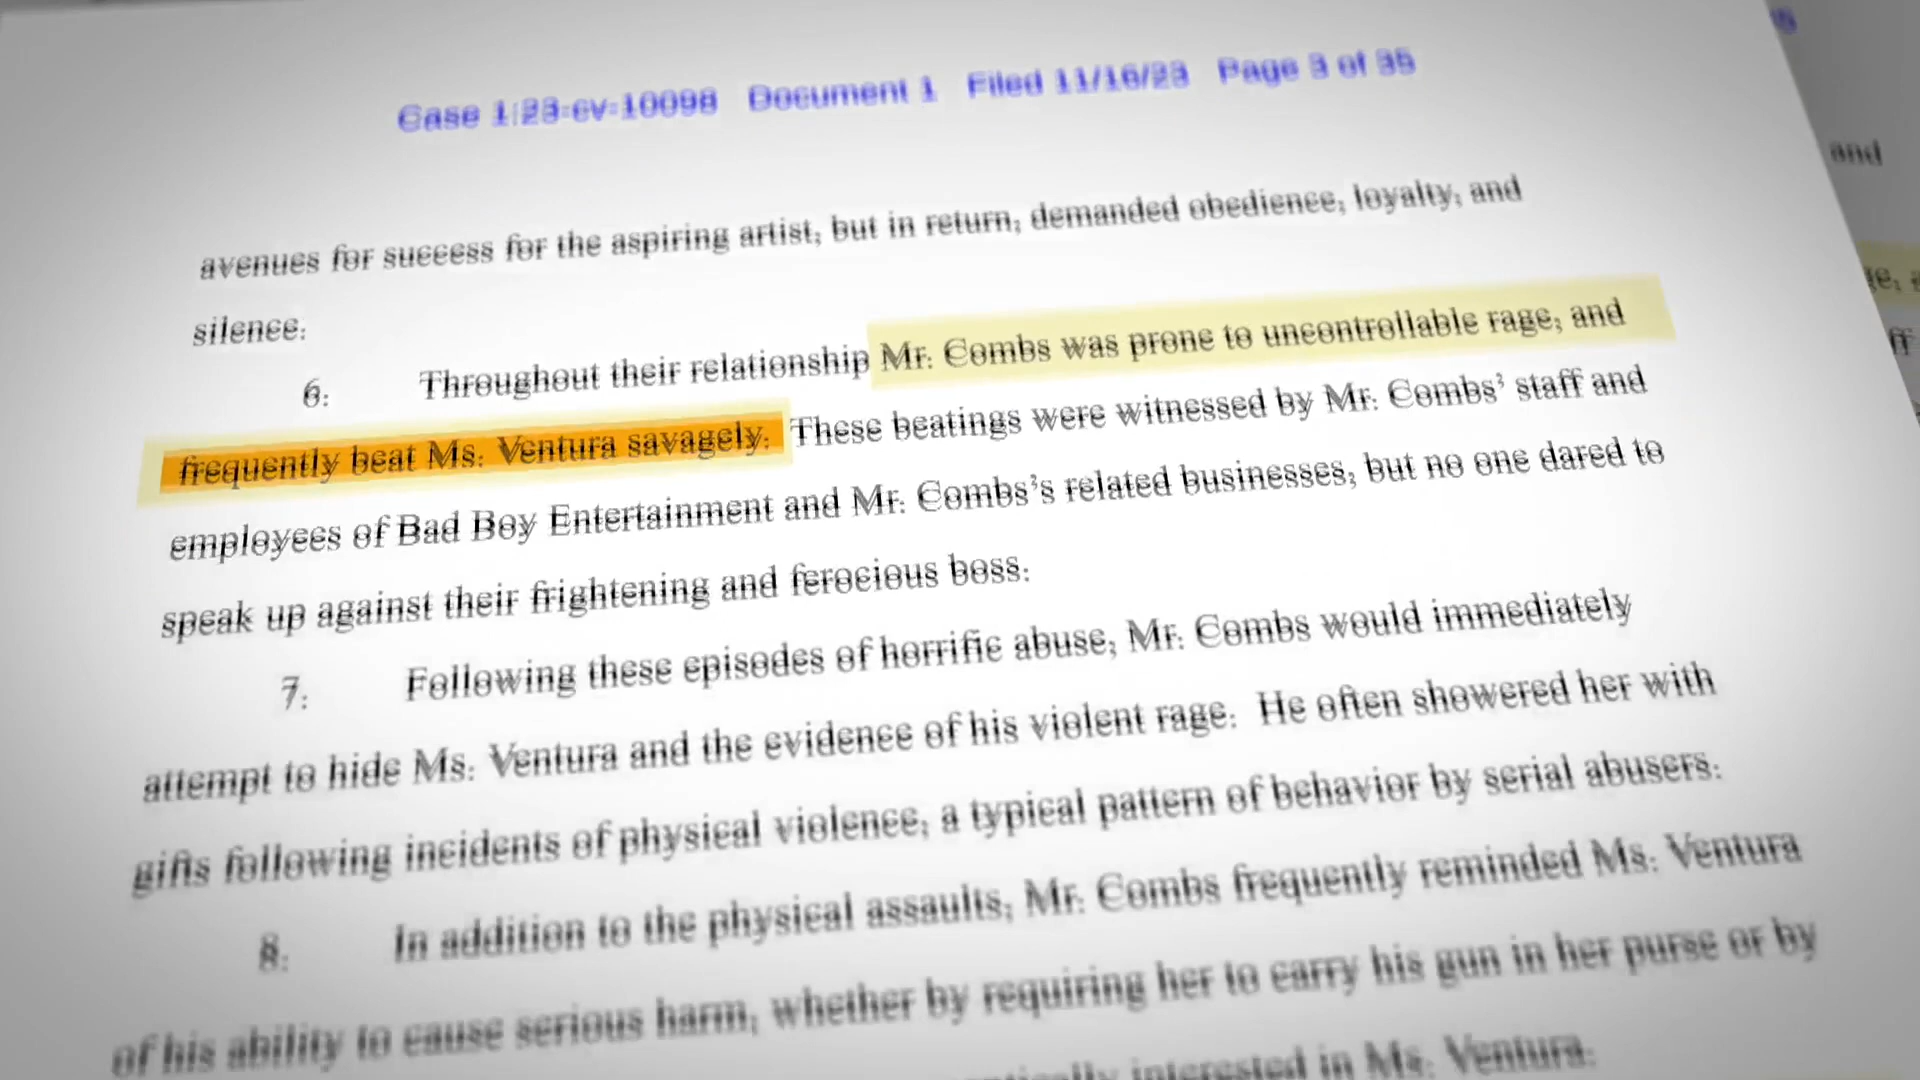 Case 1:23-cv-10098 Document 1 Filed 11/16/23 Page 3 of 35
avenues for success for the aspiring artist, but in return, demanded obedience, loyalty, and
silence.
6. Throughout their relationship Mr. Combs was prone to uncontrollable rage, and
frequently beat Ms. Ventura savagely. These beatings were witnessed by Mr. Combs' staff and
employees of Bad Boy Entertainment and Mr. Combs's related businesses, but no one dared to
speak up against their frightening and ferocious boss.
7. Following these episodes of horrific abuse, Mr. Combs would immediately
attempt to hide Ms. Ventura and the evidence of his violent rage. He often showered her with
gifts following incidents of physical violence, a typical pattern of behavior by serial abusers.
8. In addition to the physical assaults, Mr. Combs frequently reminded Ms. Ventura
of his ability to cause serious harm, whether by requiring her to carry his gun in her purse or by
interested in Ms. Ventura.
and